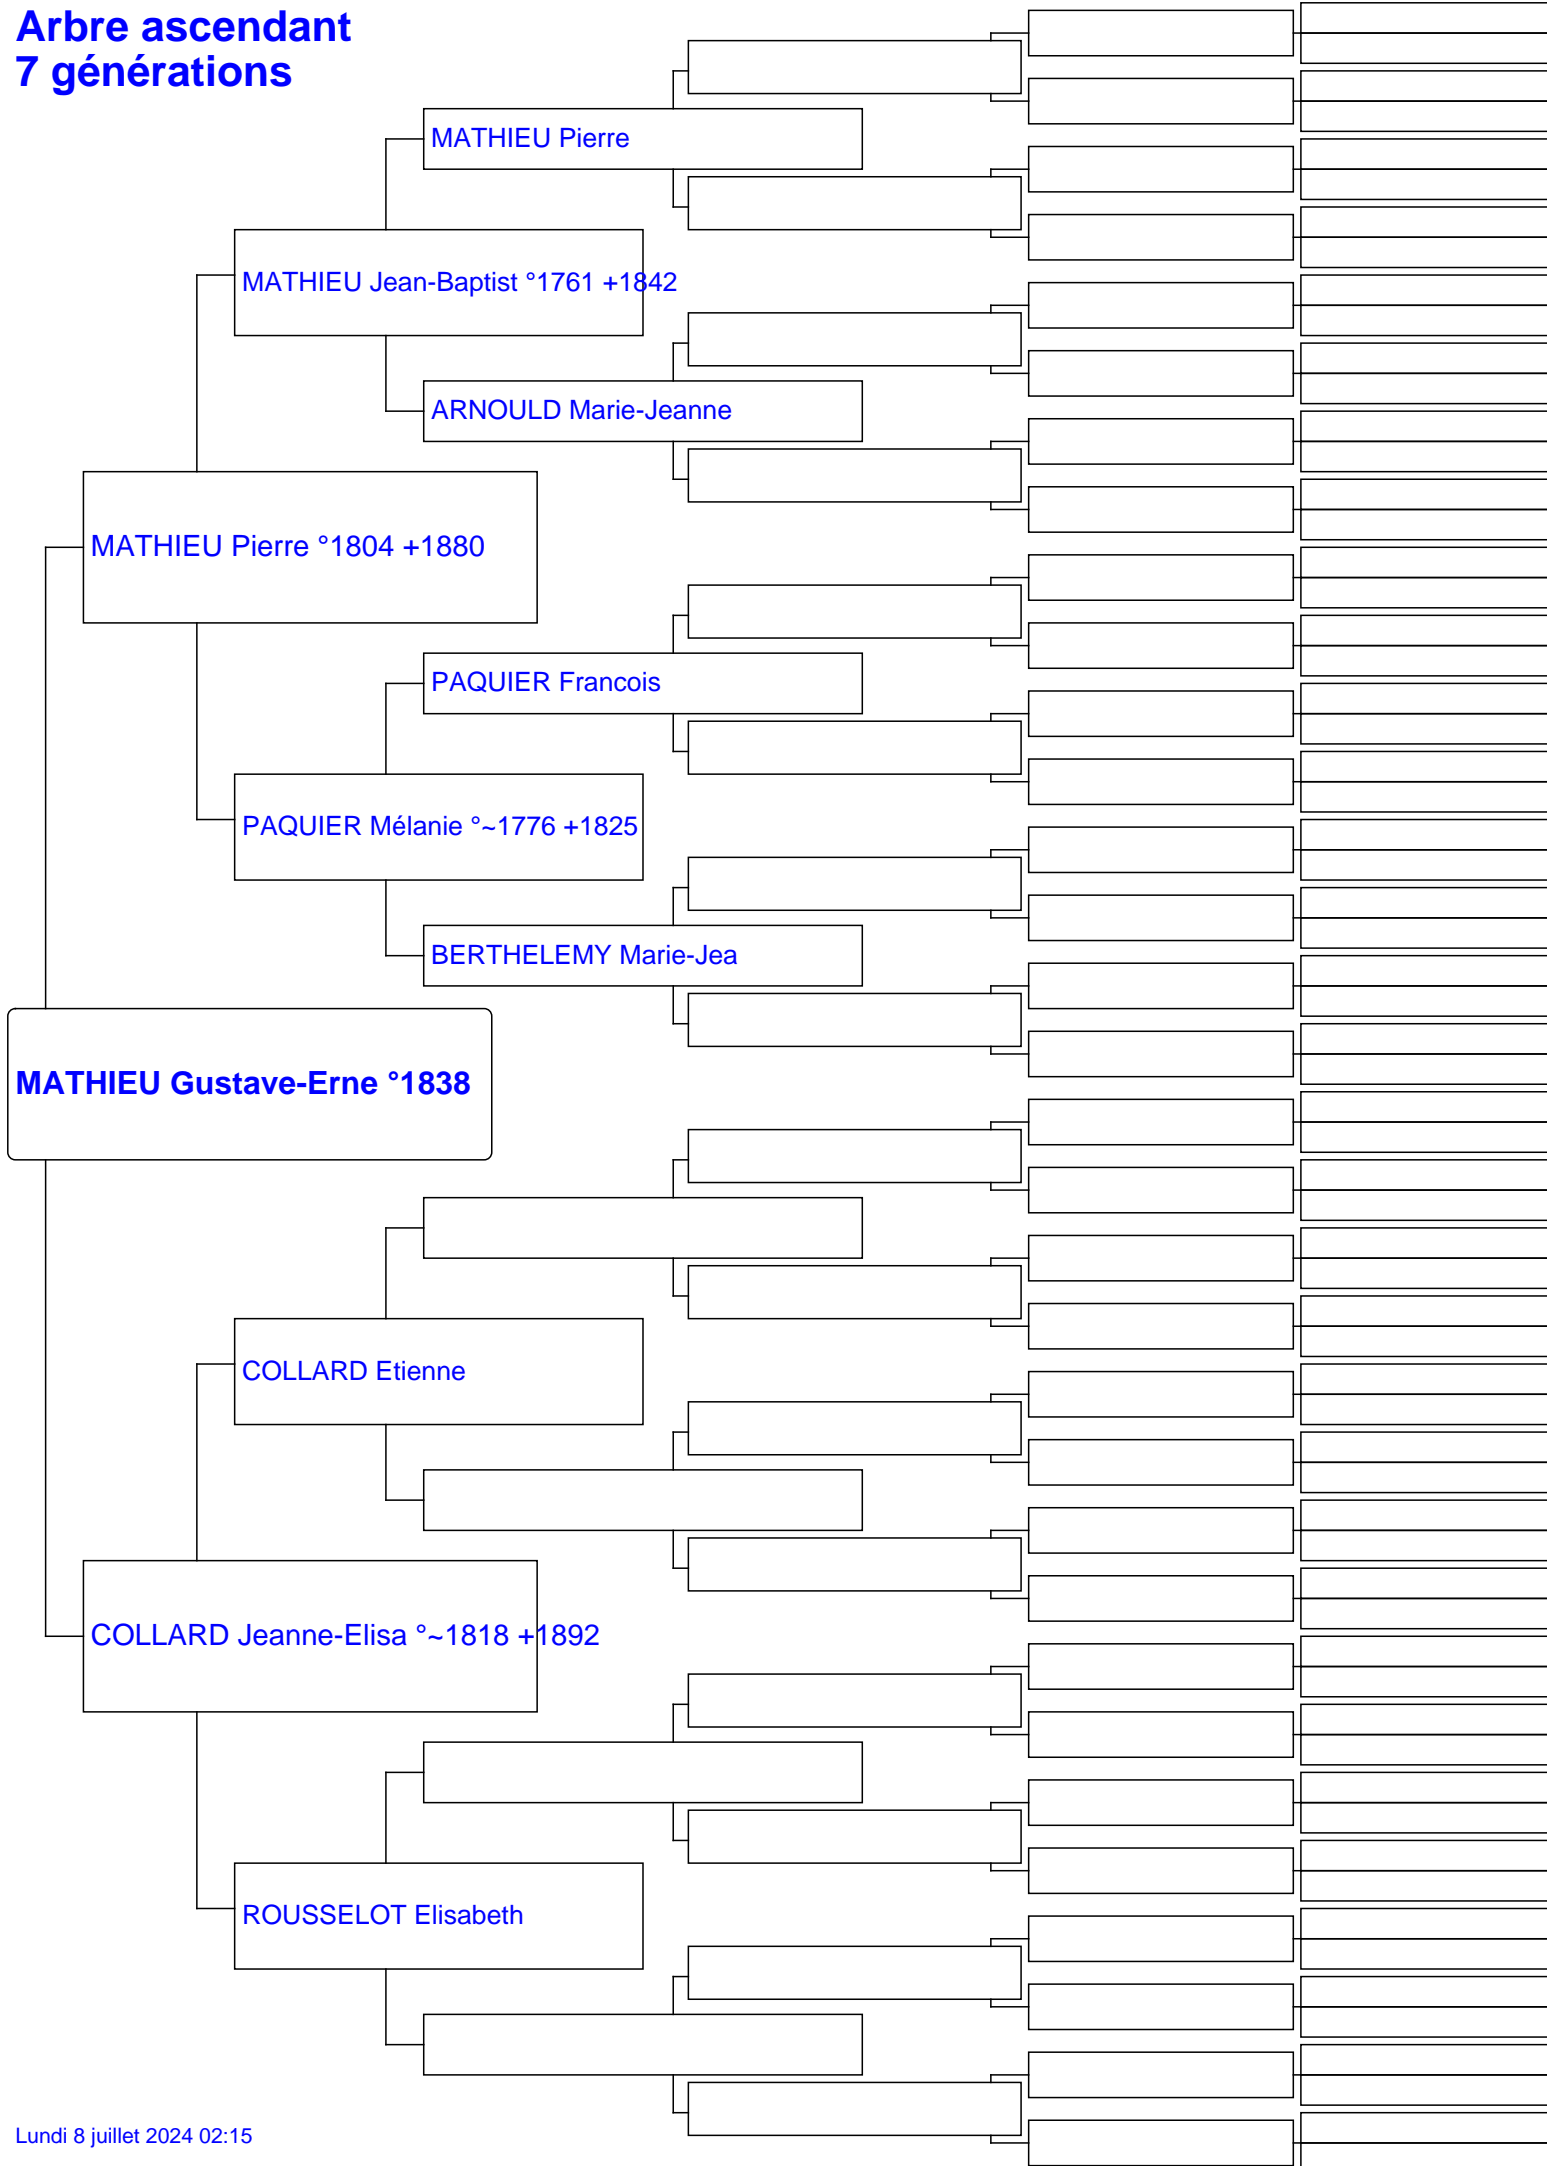 Arbre ascendant
7 générations
MATHIEU Pierre
MATHIEU Jean-Baptist °1761 +1842
ARNOULD Marie-Jeanne
MATHIEU Pierre °1804 +1880
PAQUIER Francois
PAQUIER Mélanie °~1776 +1825
BERTHELEMY Marie-Jea
MATHIEU Gustave-Erne °1838
COLLARD Etienne
COLLARD Jeanne-Elisa °~1818 +1892
ROUSSELOT Elisabeth
Lundi 8 juillet 2024 02:15